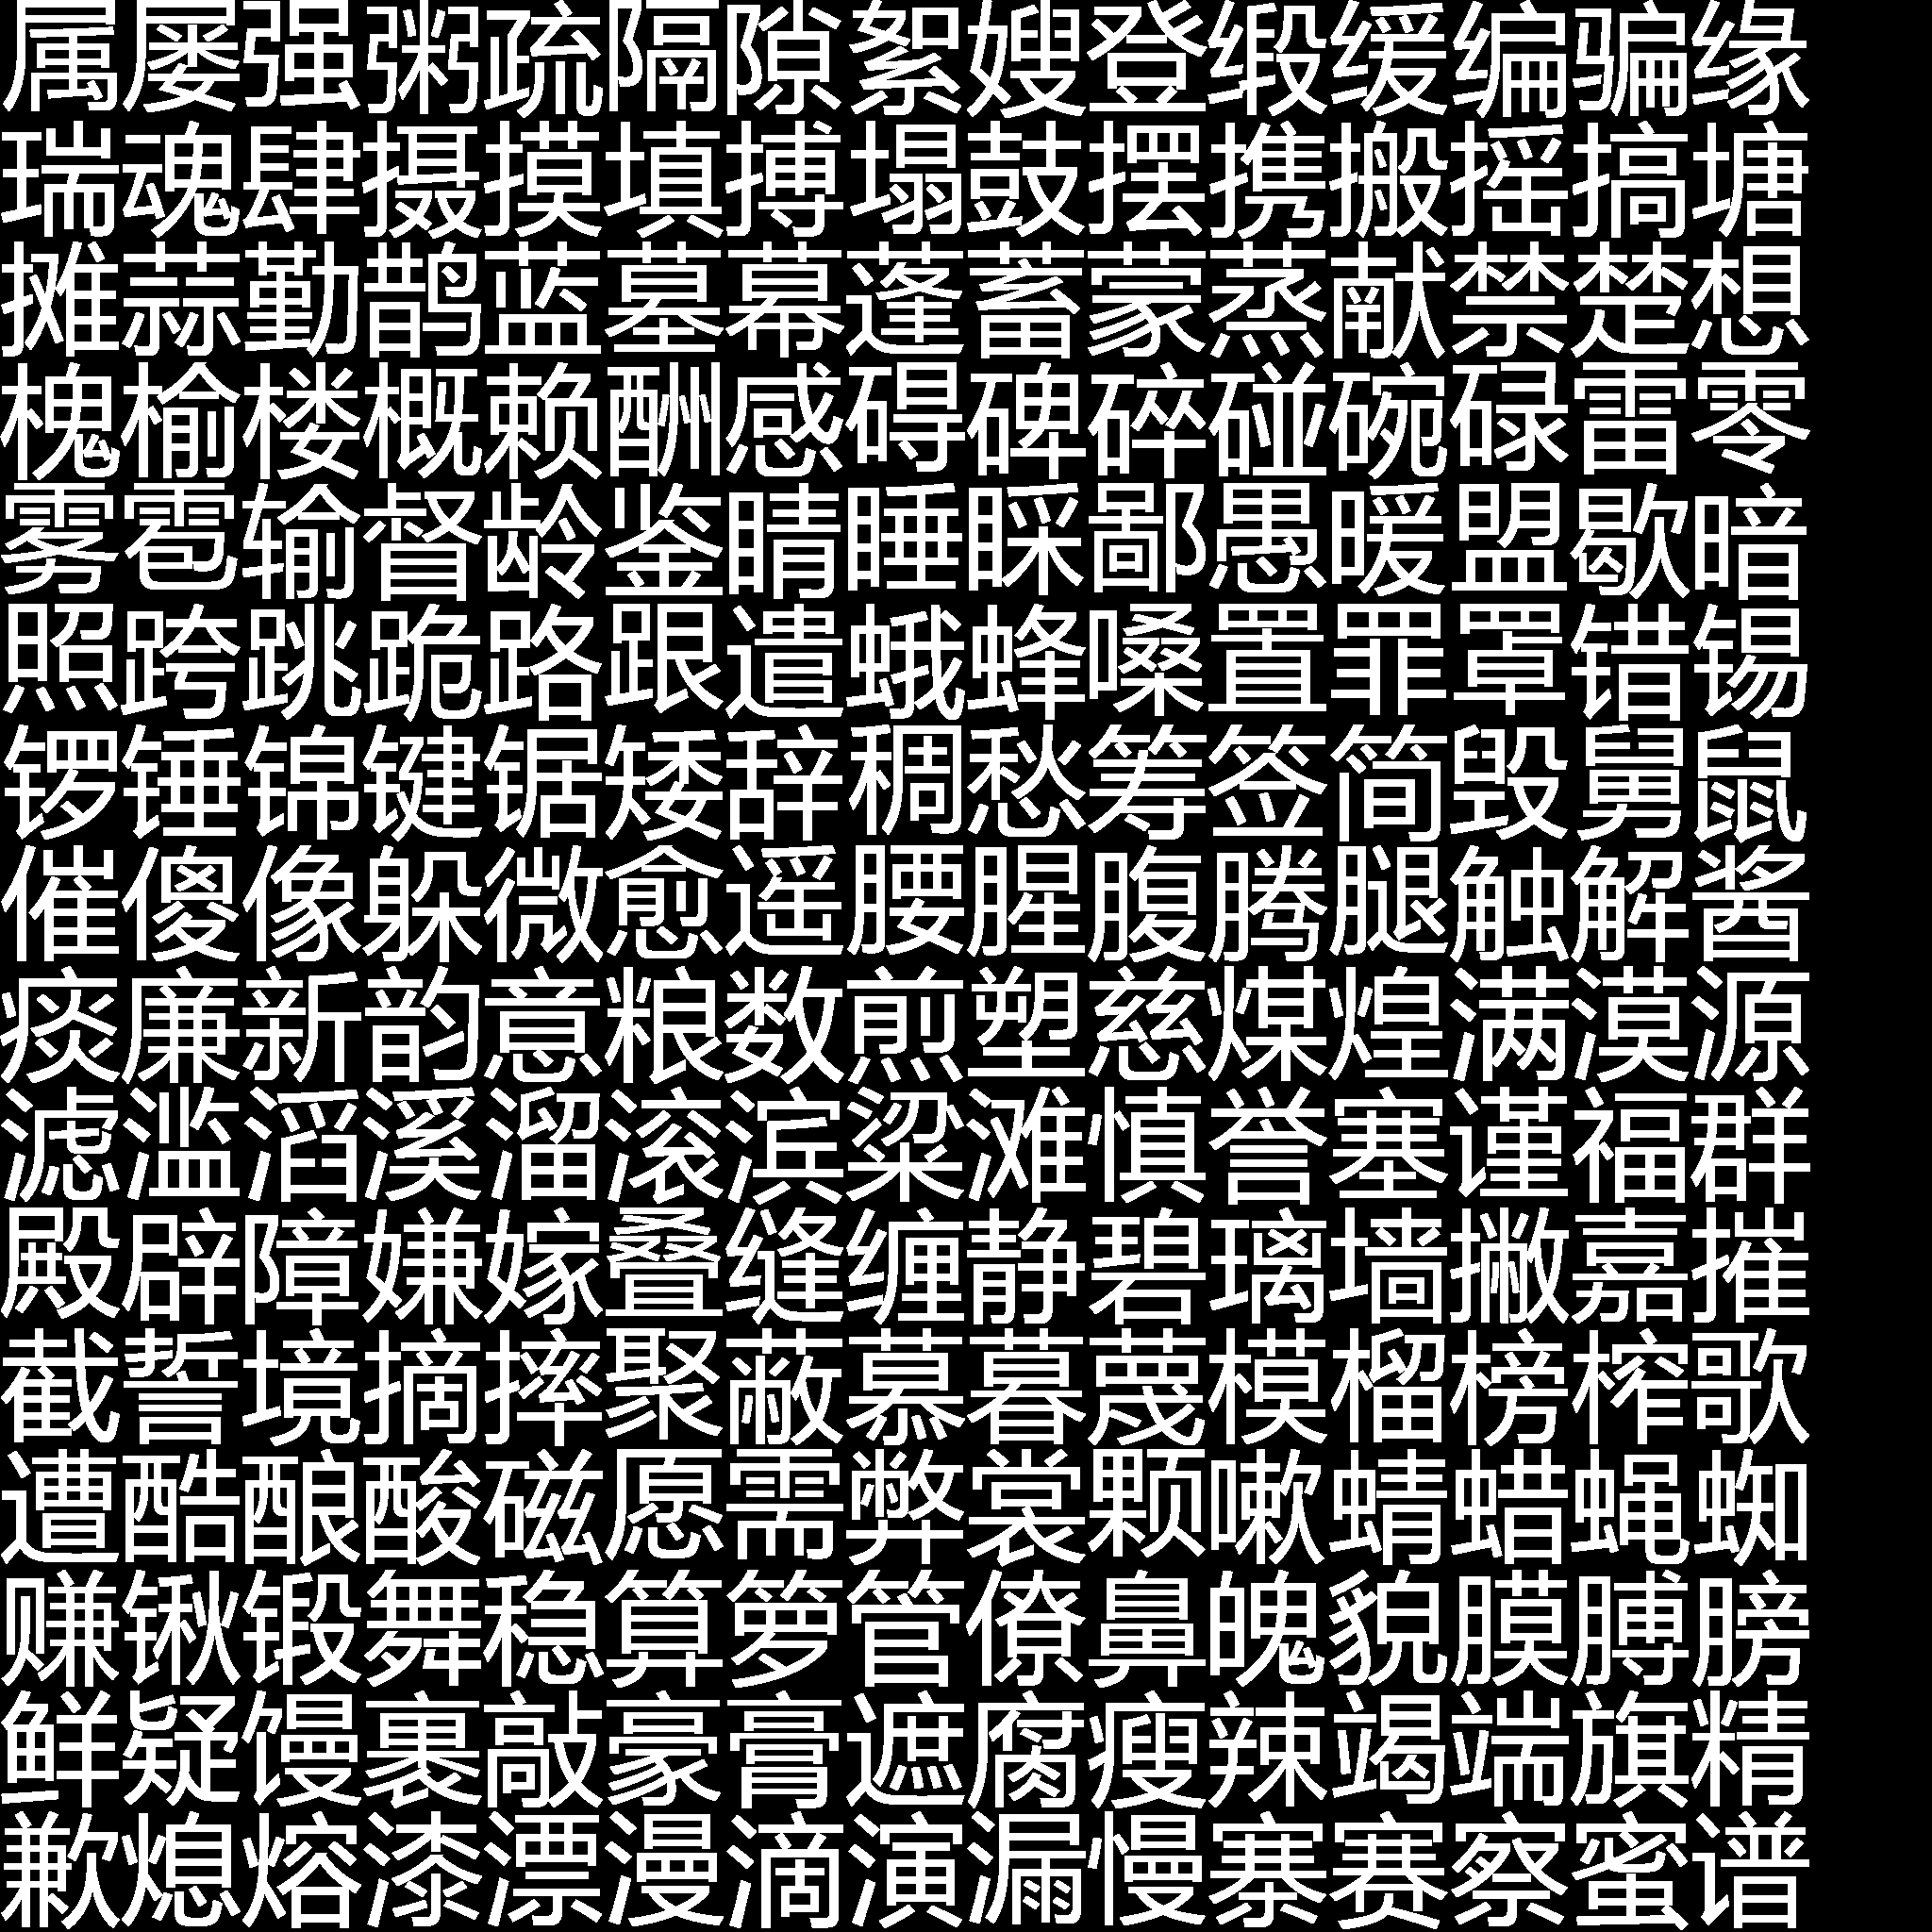 属屡强粥疏隔隙絮嫂登缎缓编骗缘
瑞魂肆摄摸填搏塌鼓摆携搬摇搞塘
摊蒜勤鹊蓝墓幕蓬蓄蒙蒸献禁楚想
槐榆楼概赖酬感碍碑碎碰碗碌雷零
雾雹输督龄鉴睛睡睬鄙愚暖盟歇暗
照跨跳跪路跟遣蛾蜂嗓置罪罩错锡
锣锤锦键锯矮辞稠愁筹签简毁舅鼠
催傻像躲微愈遥腰腥腹腾腿触解酱
痰廉新韵意粮数煎塑慈煤煌满漠源
滤滥滔溪溜滚滨粱滩慎誉塞谨福群
殿辟障嫌嫁叠缝缠静碧璃墙撇嘉摧
截誓境摘摔聚蔽慕暮蔑模榴榜榨歌
遭酷酿酸磁愿需弊裳颗嗽蜻蜡蝇蜘
赚锹锻舞稳算箩管僚鼻魄貌膜膊膀
鲜疑馒裹敲豪膏遮腐瘦辣竭端旗精
歉熄熔漆漂漫滴演漏慢寨赛察蜜谱